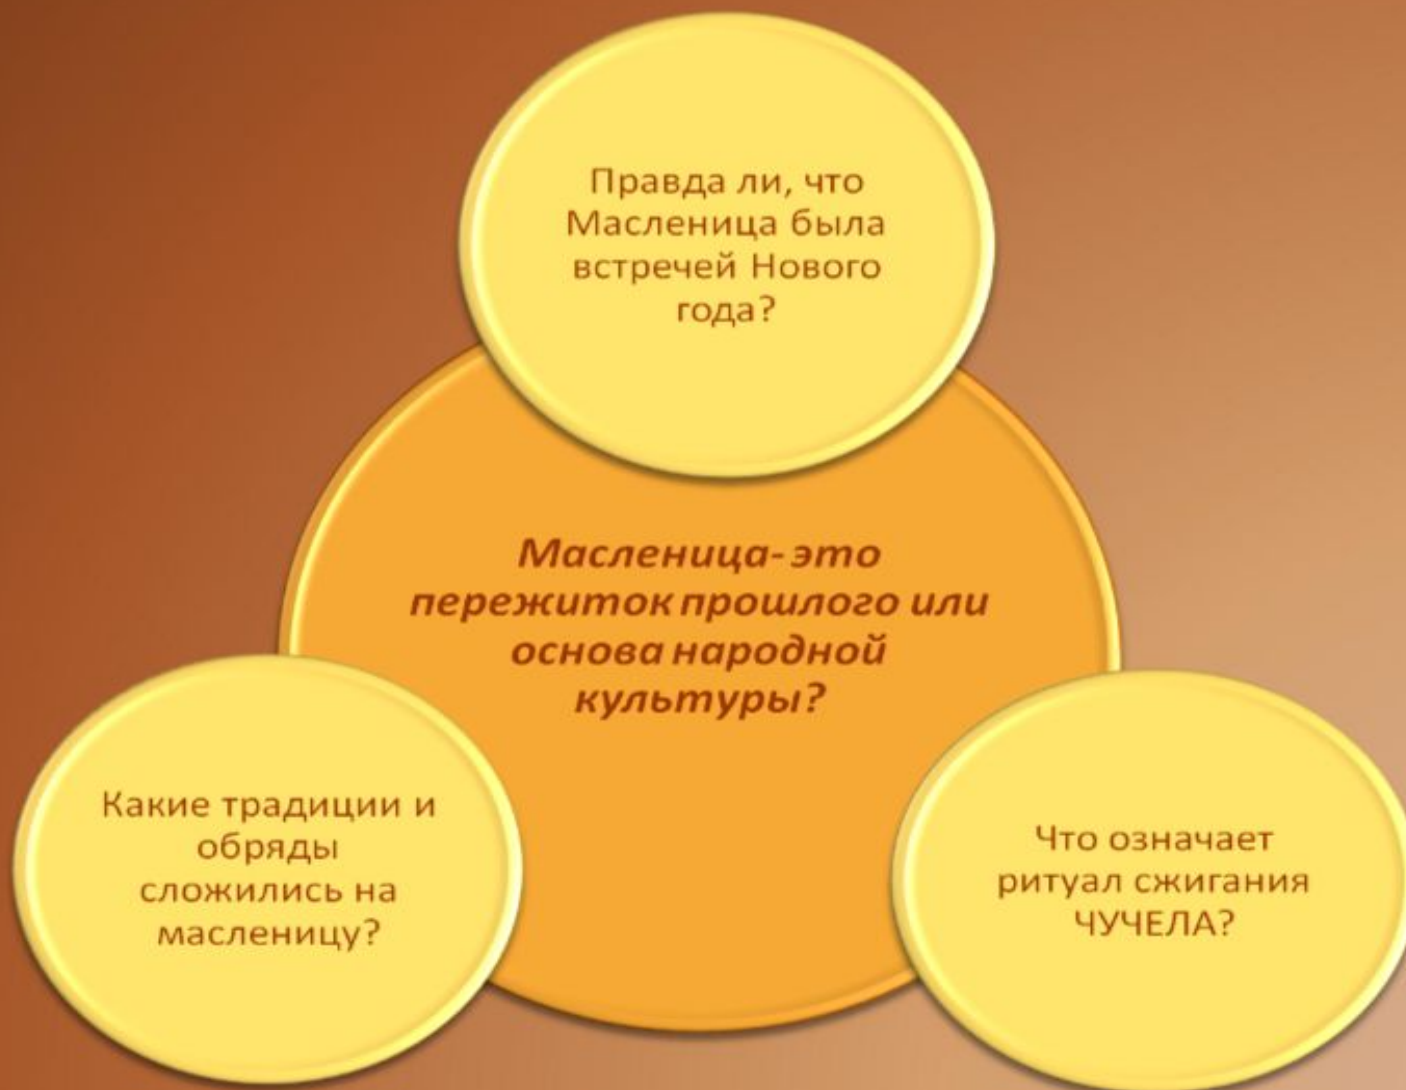 Правда ли, что
Масленица была
встречей Нового
года?
Масленица- это
пережиток прошлого или
основа народной
культуры?
Какие традиции и
обряды
сложились на
масленицу?
Что означает
ритуал сжигания
ЧУЧЕЛА?